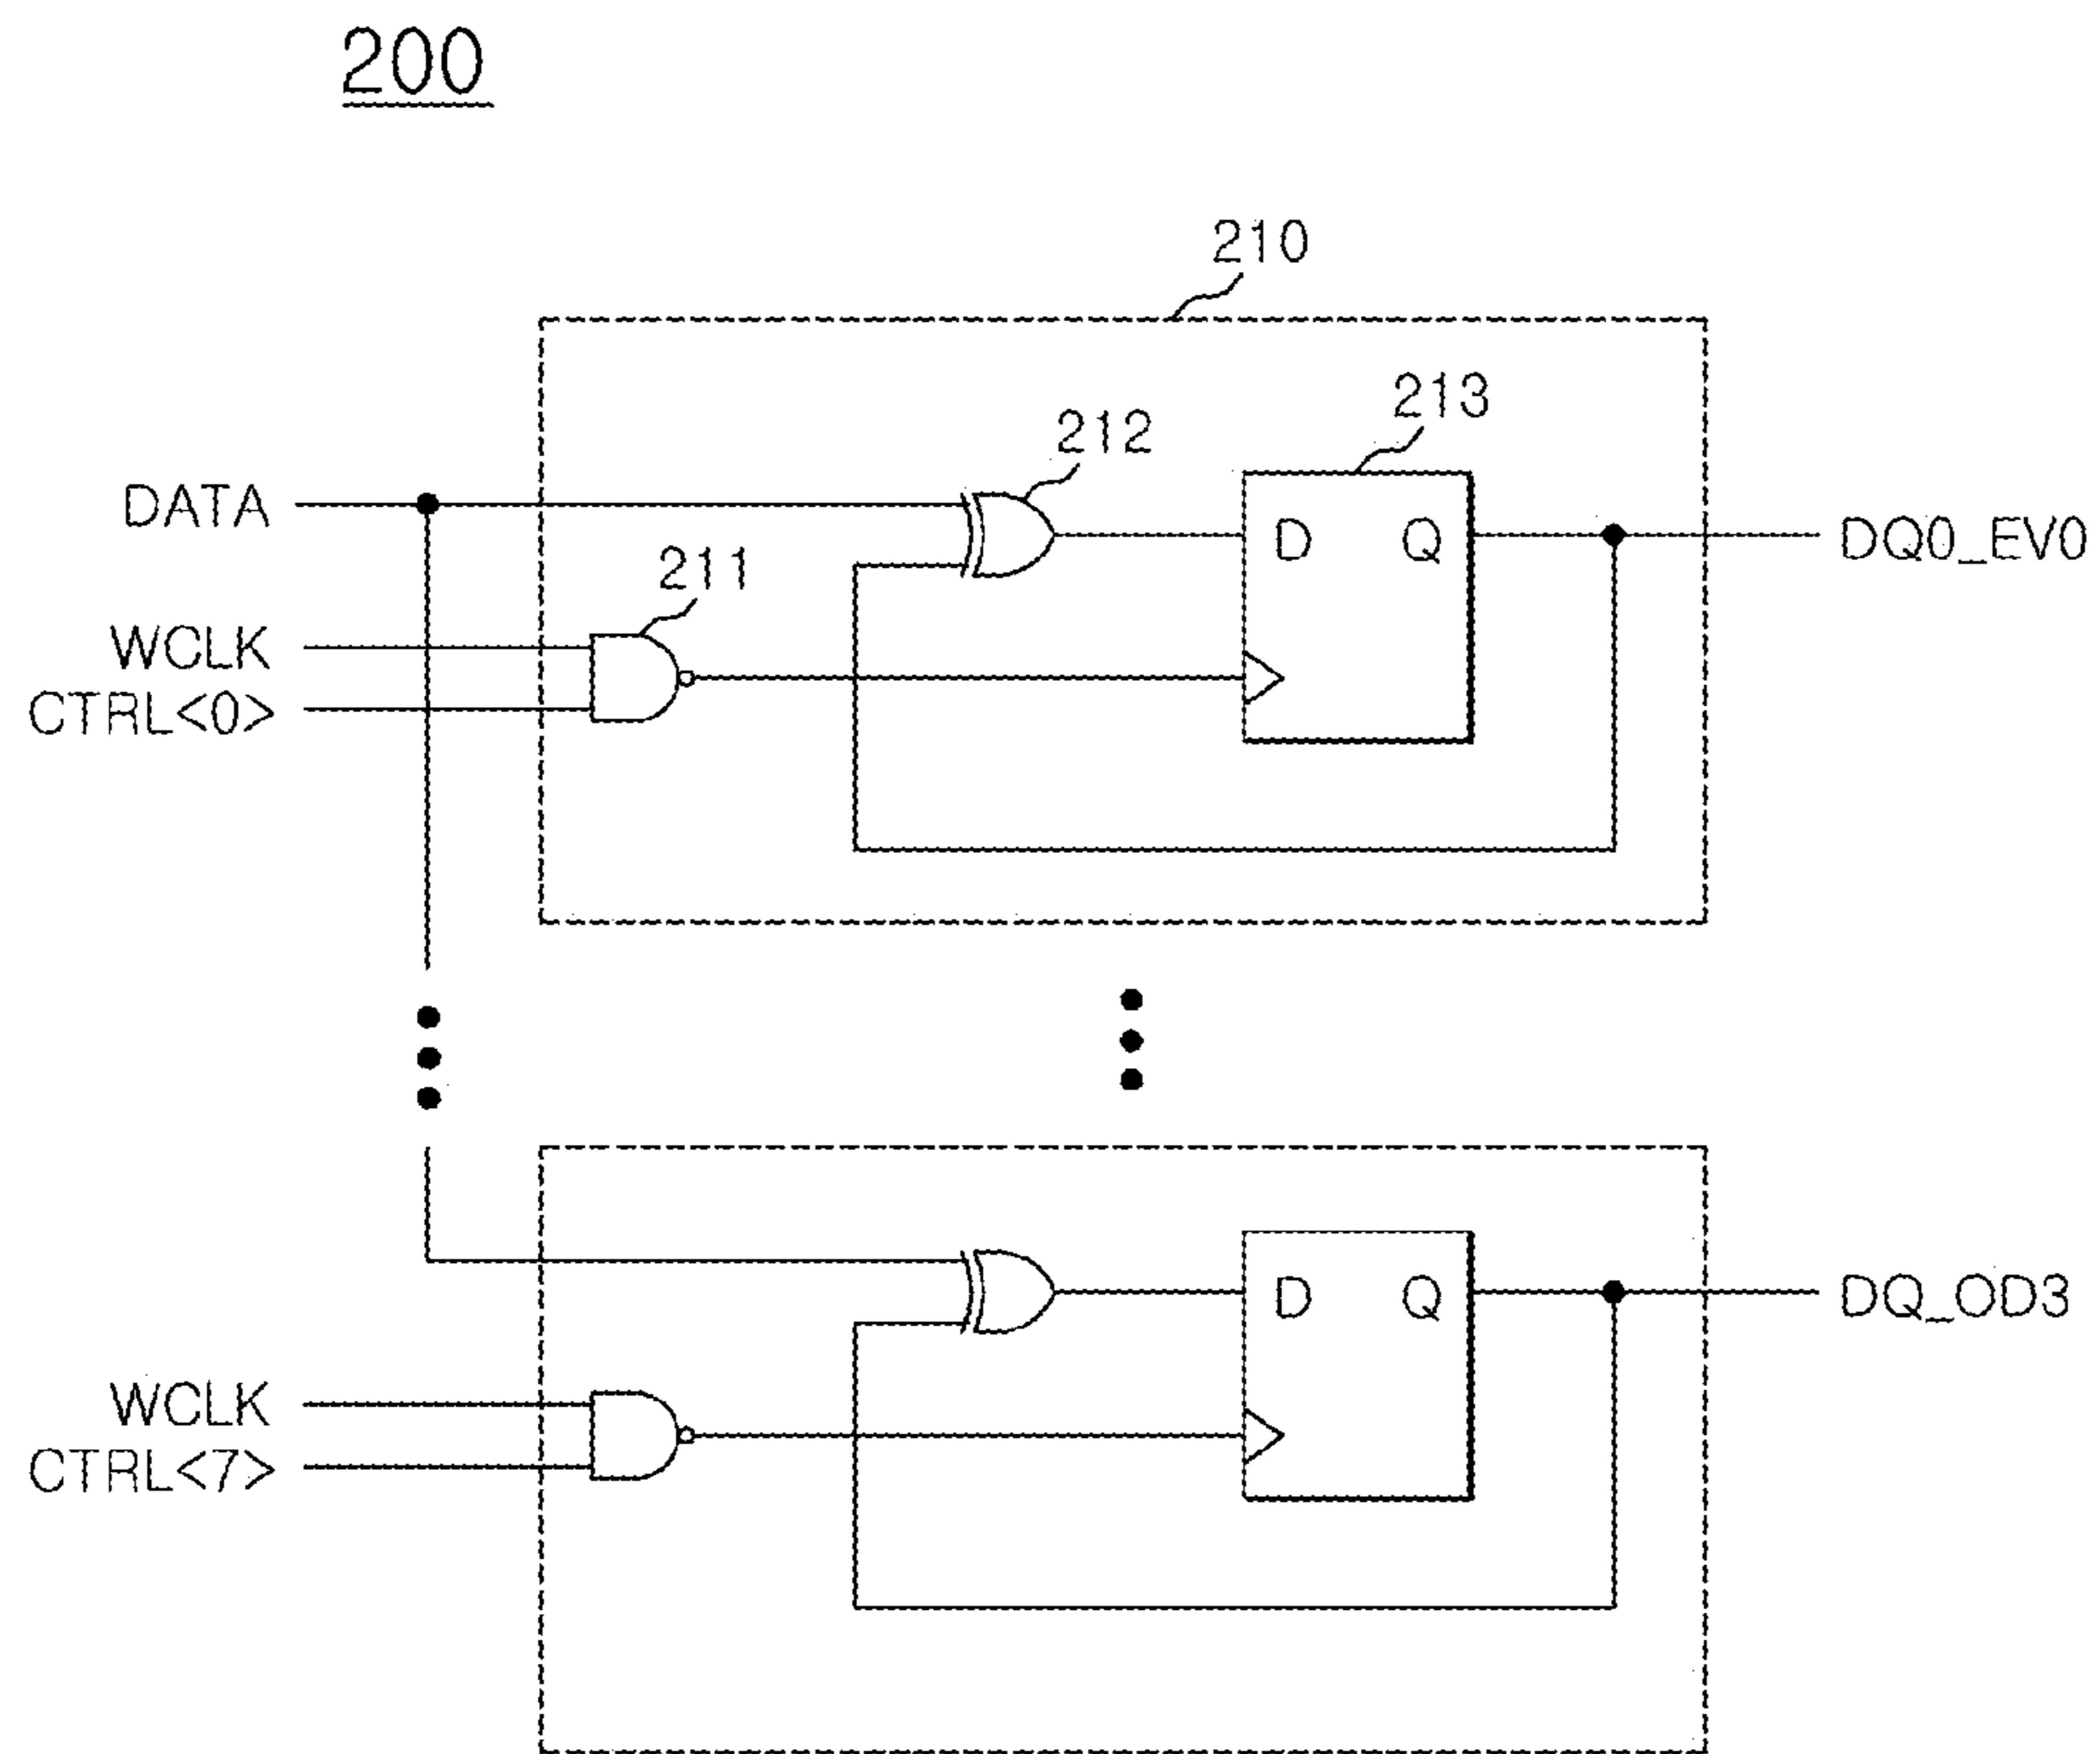 200
210
213
212
DATA
D Q
DQ0_EV0
211
WCLK
CTRL<0>
D Q
DQ_OD3
WCLK
CTRL<7>